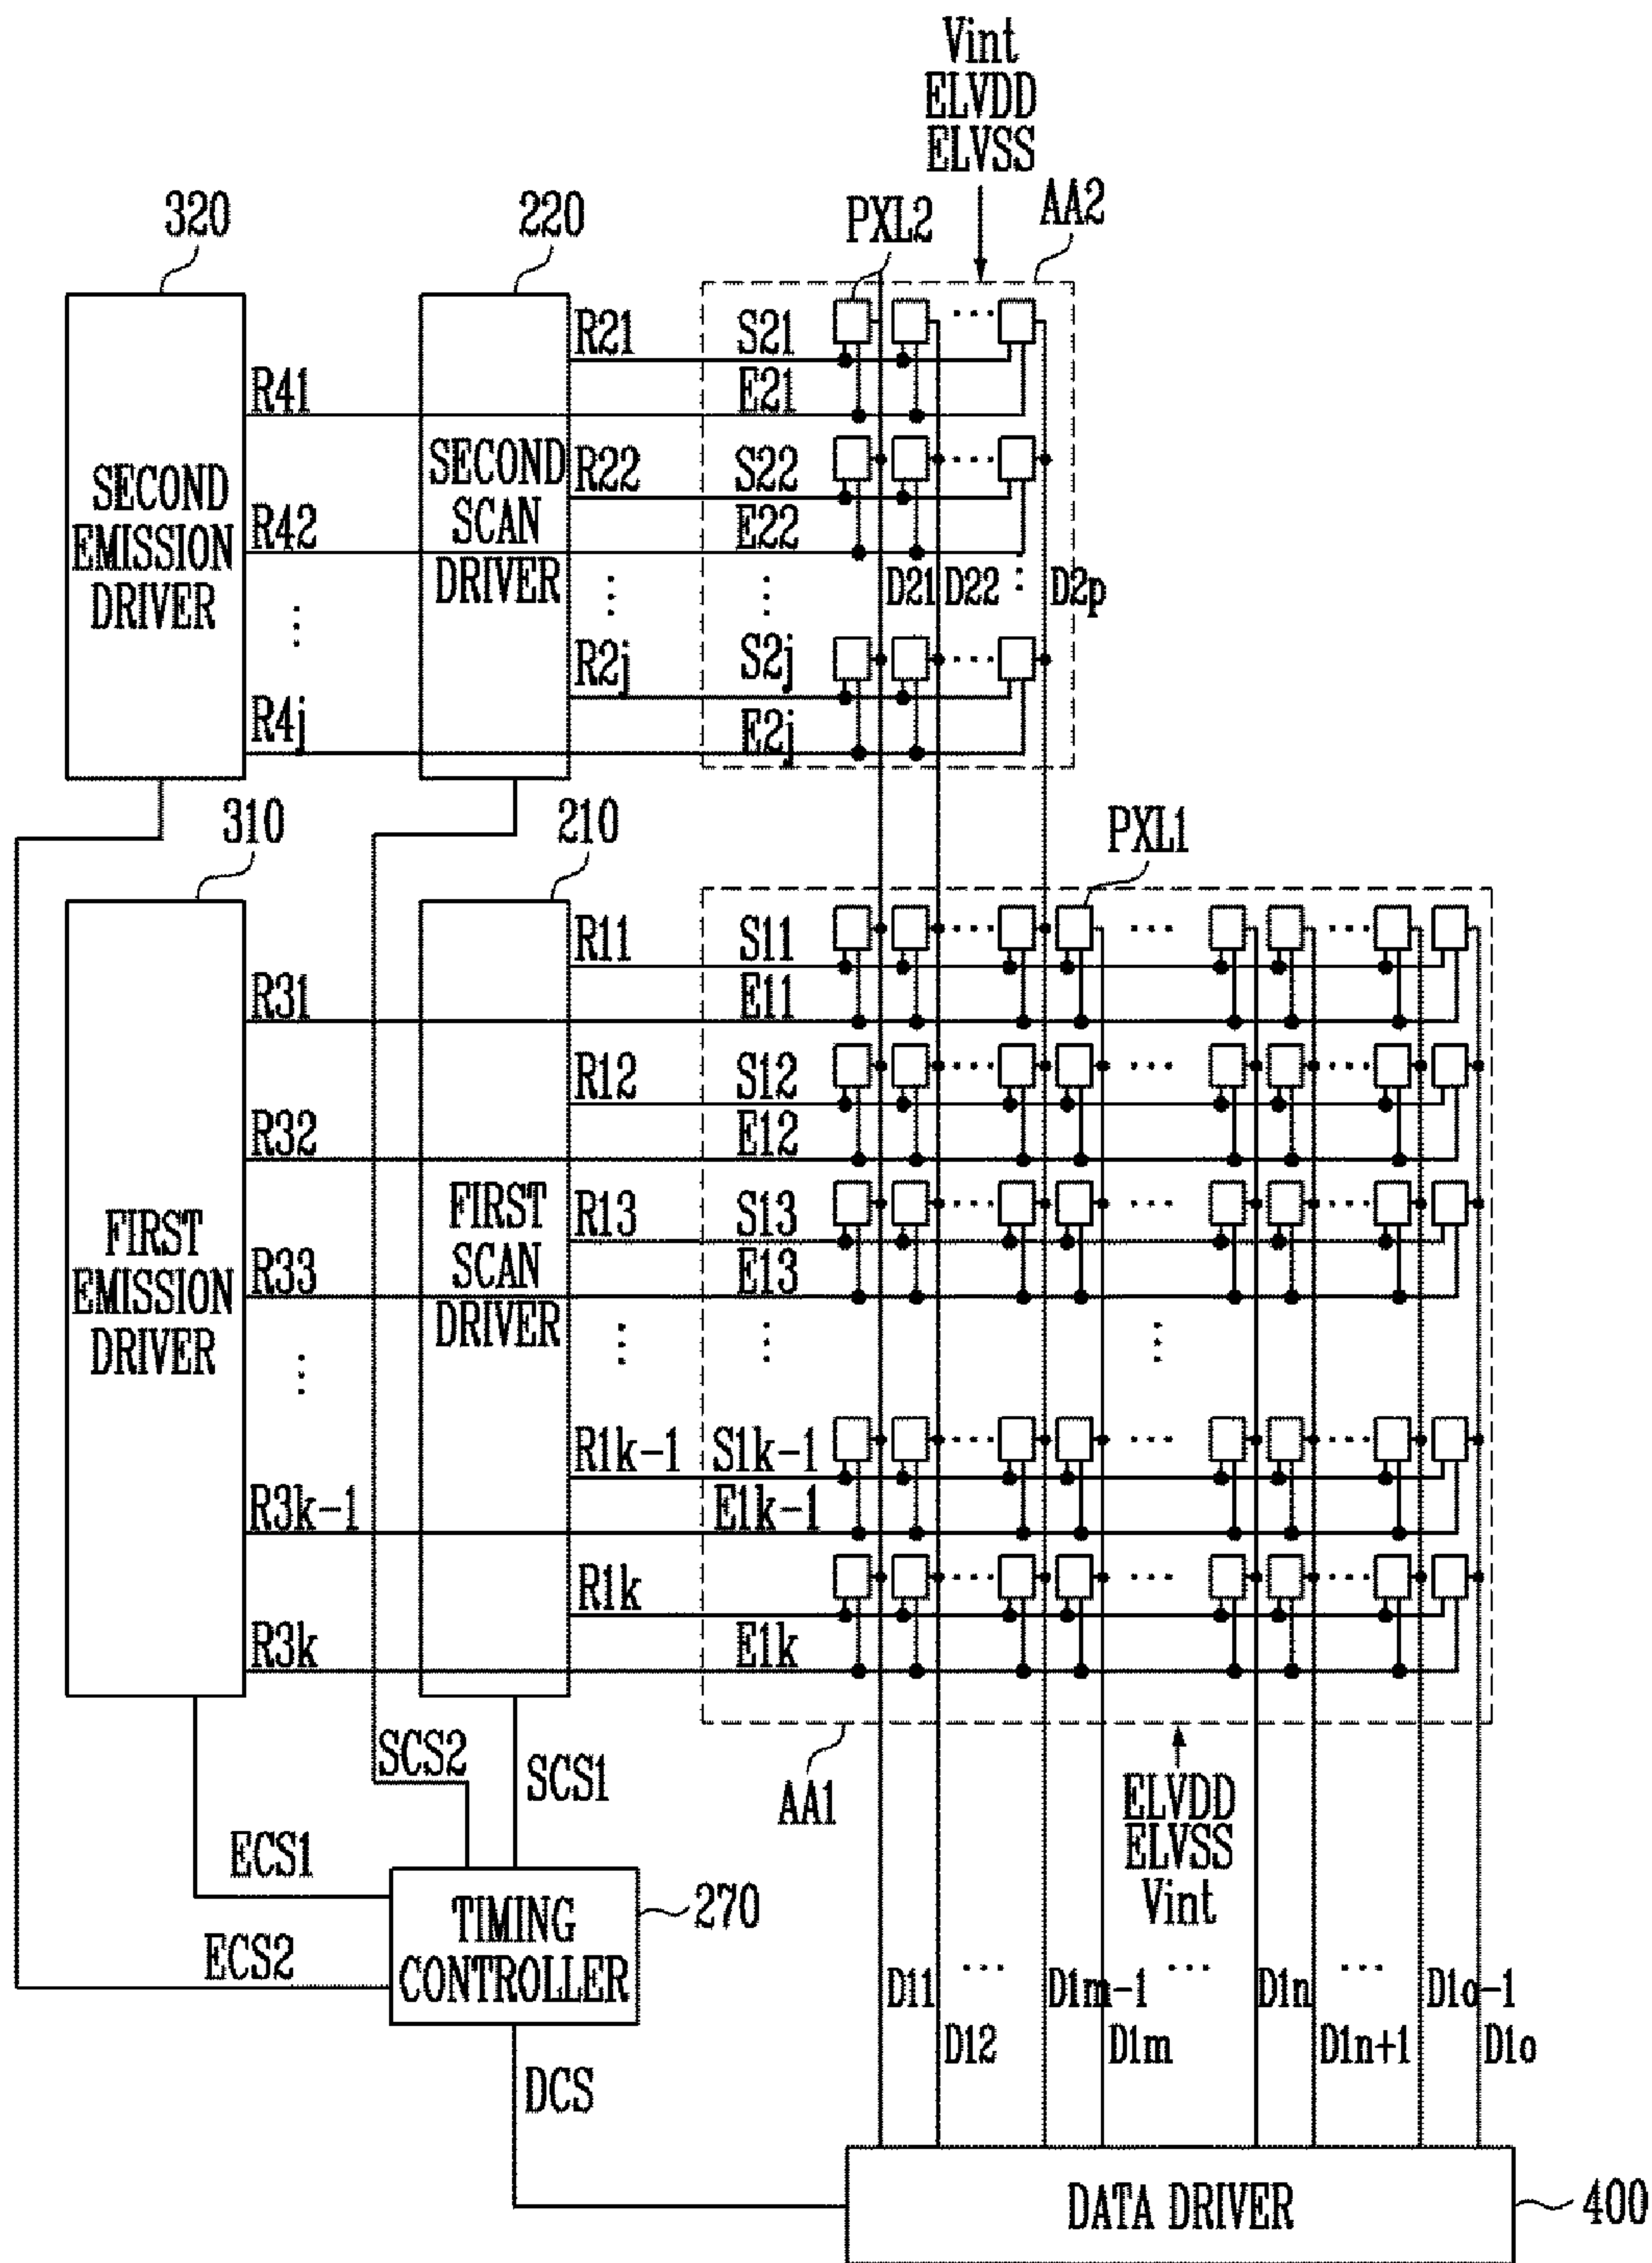 Vint
ELVDD
ELVSS
320
220
PXL2
AA2
R21
S21
R41
E21
SECOND
EMISSION
DRIVER
SECOND
SCAN
DRIVER
R22
S22
R42
E22
D21
D22
D2p
R2j
S2j
R4j
E2j
310
210
PXL1
R11
S11
R31
E11
R12
S12
R32
E12
FIRST
EMISSION
DRIVER
FIRST
SCAN
DRIVER
R13
S13
R33
E13
R1k-1
S1k-1
R3k-1
E1k-1
R1k
R3k
E1k
SCS2
SCS1
AA1
ELVDD
ELVSS
Vint
ECS1
ECS2
TIMING
CONTROLLER
270
D11
D12
D1m-1
D1m
D1n
D1n+1
D1o-1
D1o
DCS
DATA DRIVER
400